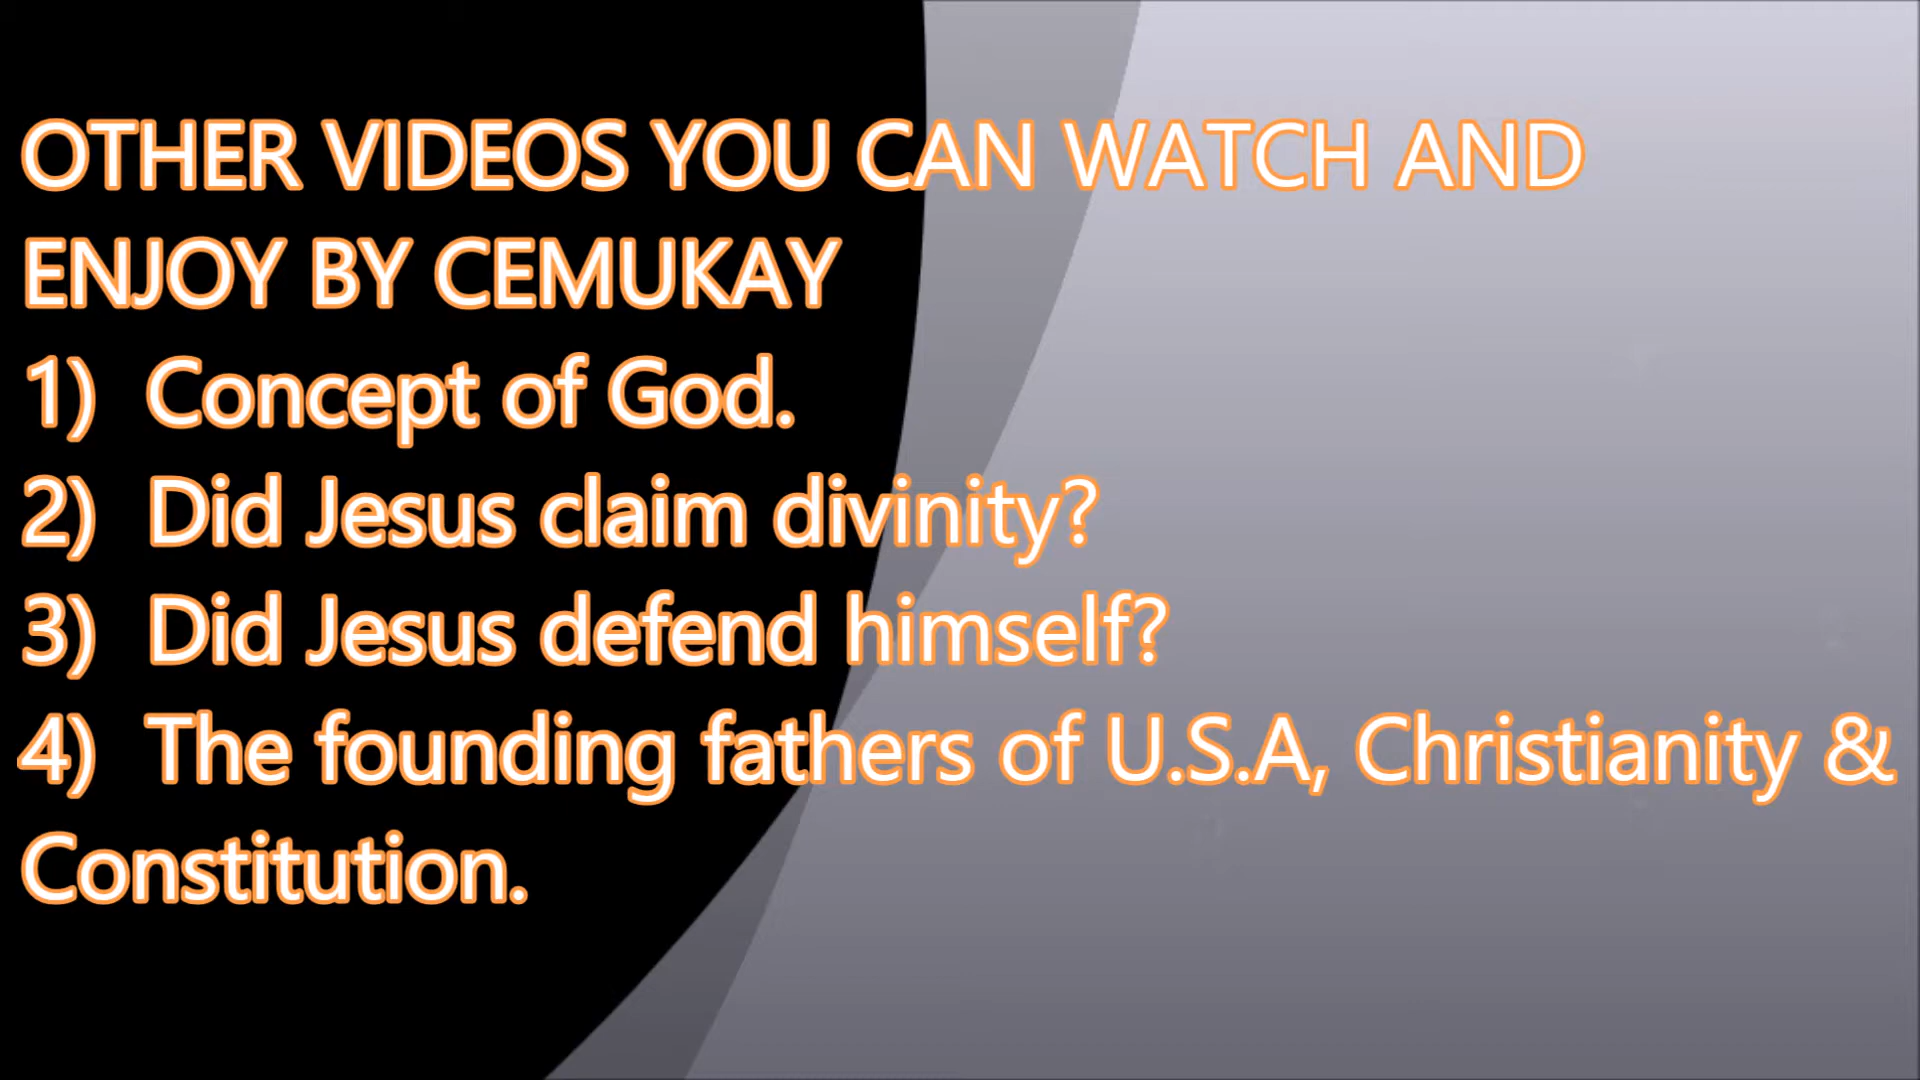 OTHER VIDEOS YOU CAN WATCH AND
ENJOY BY CEMUKAY
1) Concept of God.
2) Did Jesus claim divinity?
3) Did Jesus defend himself?
4) The founding fathers of U.S.A, Christianity &
Constitution.